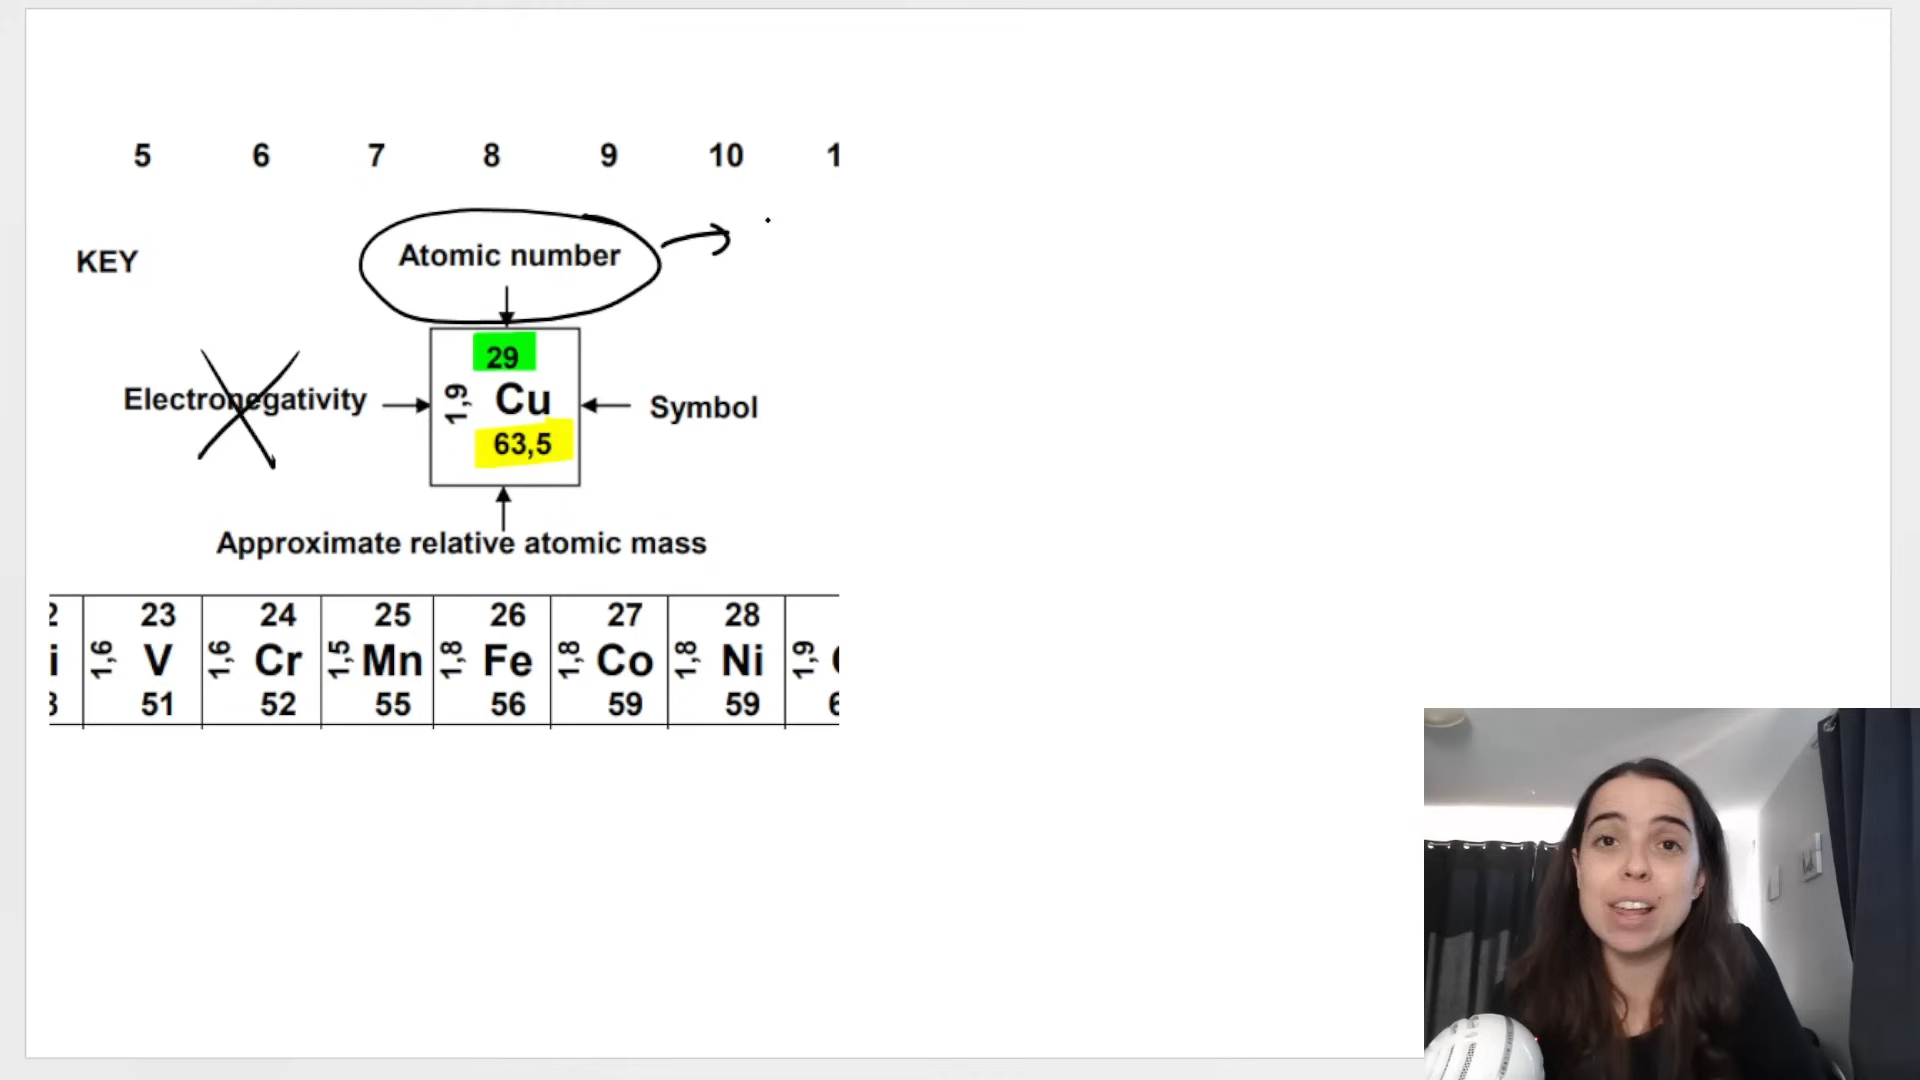 5 6 7 8 9 10 1
KEY
Atomic number
29
Electronegativity
1,9
Cu
Symbol
63,5
Approximate relative atomic mass
23 24 25 26 27 28
i 1,6 V 1,6 Cr 1,5 Mn 1,8 Fe 1,8 Co 1,8 Ni 1,9
51 52 55 56 59 59